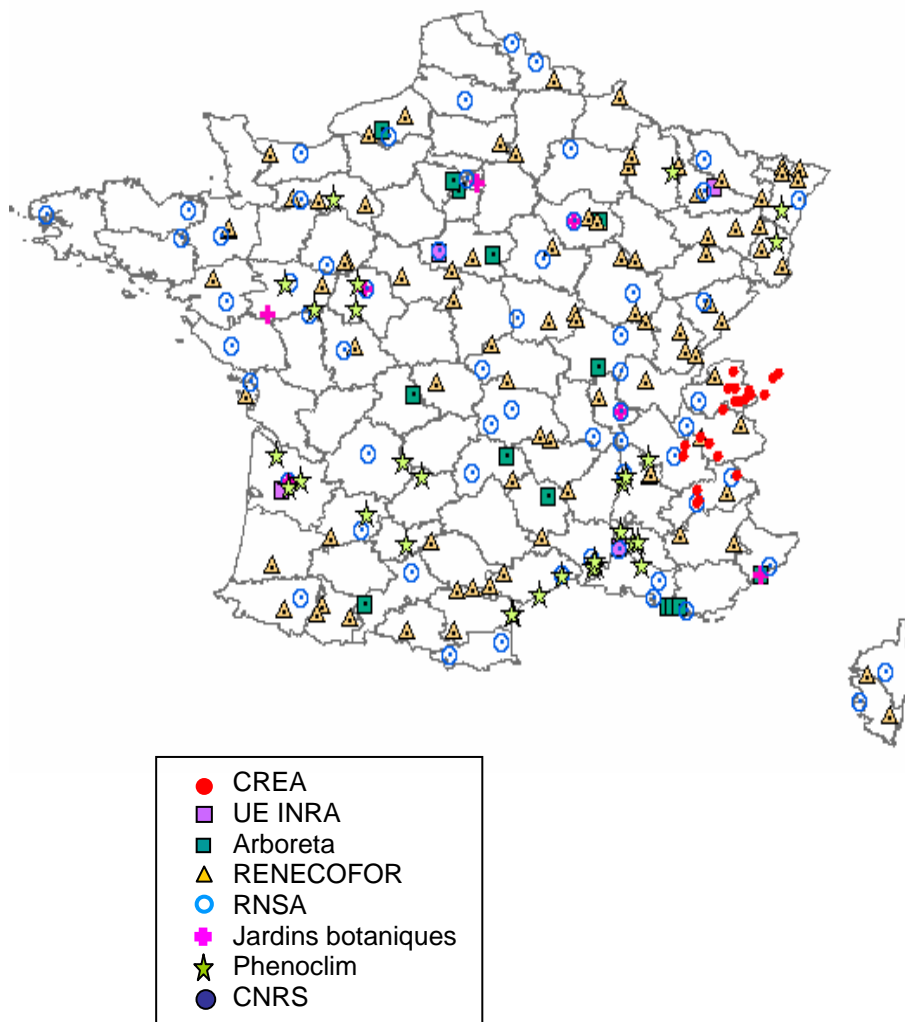 CREA
UE INRA
Arboreta
RENECOFOR
RNSA
Jardins botaniques
Phenoclim
CNRS